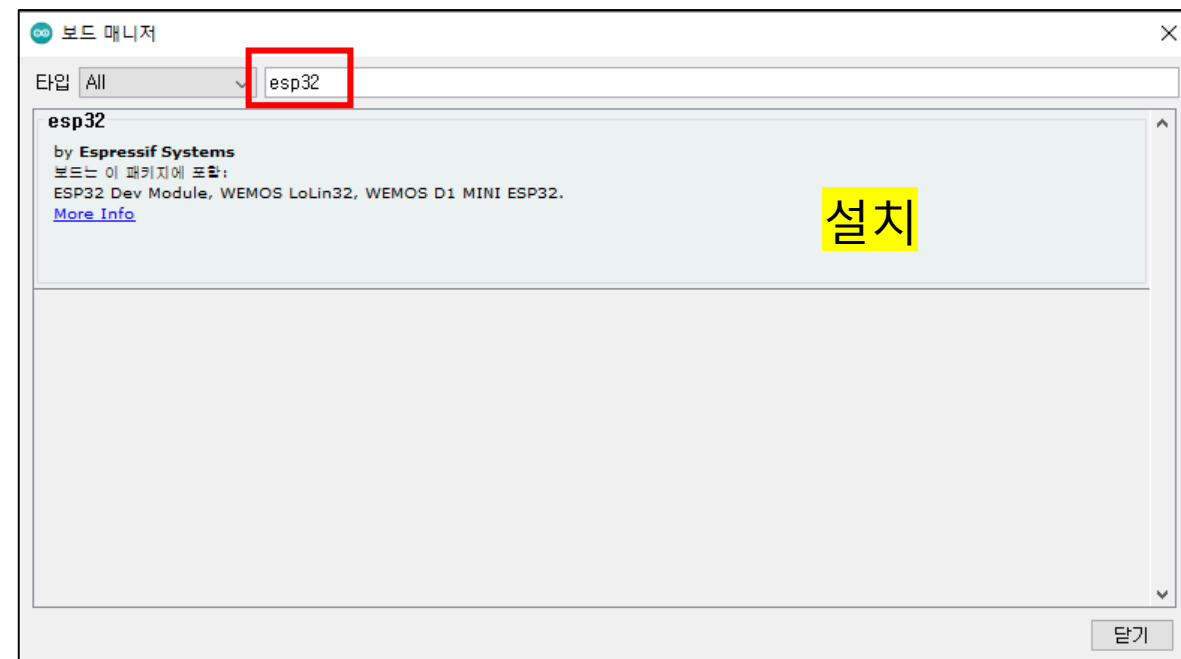 보드 매니저
타입 All esp32
esp32
by Espressif Systems
보드는 이 패키지에 포함:
ESP32 Dev Module, WEMOS LoLin32, WEMOS D1 MINI ESP32.
More Info
설치
닫기